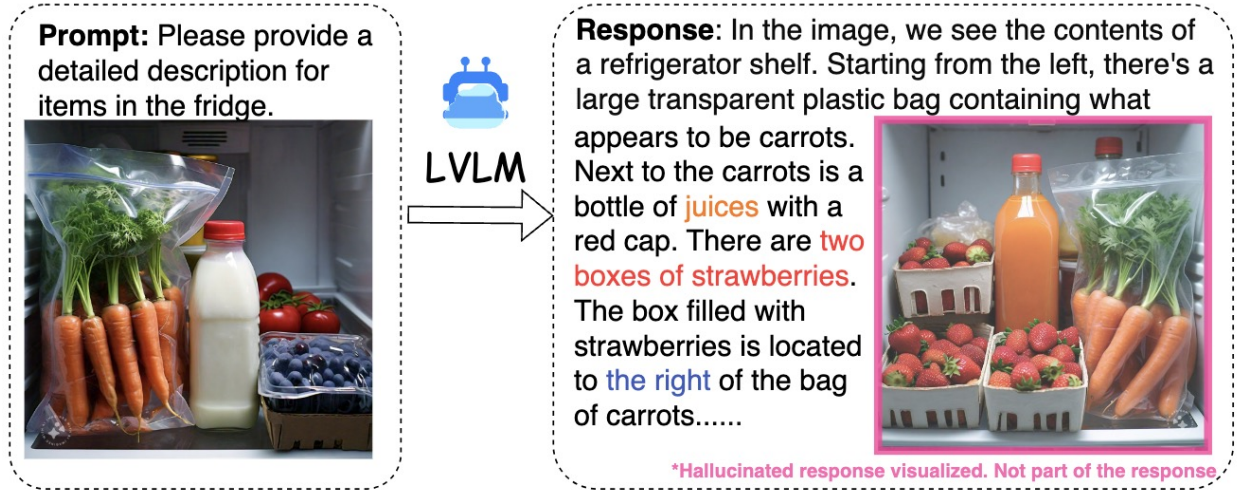 Prompt: Please provide a
detailed description for
items in the fridge.
LVLM
Response: In the image, we see the contents of
a refrigerator shelf. Starting from the left, there's a
large transparent plastic bag containing what
appears to be carrots.
Next to the carrots is a
bottle of juices with a
red cap. There are two
boxes of strawberries.
The box filled with
strawberries is located
to the right of the bag
of carrots......
*Hallucinated response visualized. Not part of the response